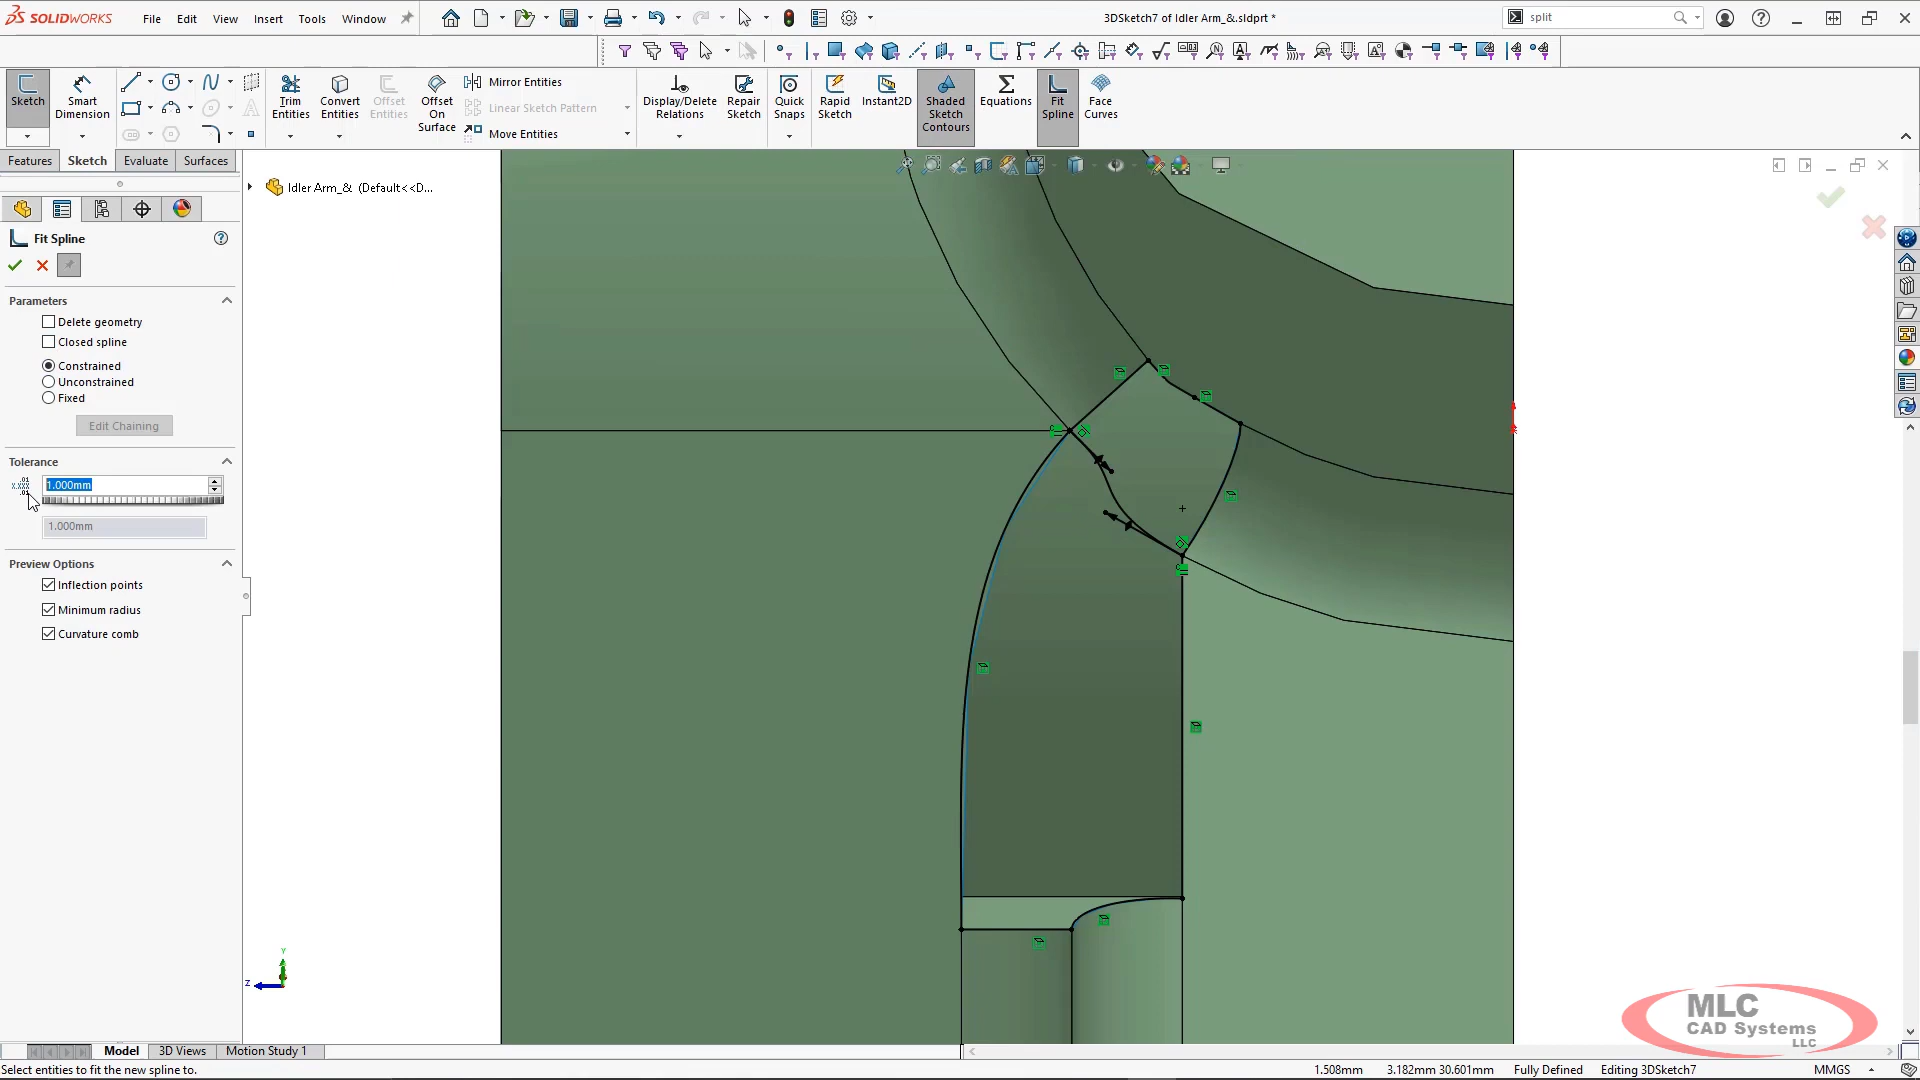 SOLIDWORKS
File Edit View Insert Tools Window
3DSketch7 of Idler Arm_&.sldprt *
split
Sketch
Smart Dimension
Trim Entities
Convert Entities
Offset Entities
Offset On Surface
Mirror Entities
Linear Sketch Pattern
Move Entities
Display/Delete Relations
Repair Sketch
Quick Snaps
Rapid Sketch
Instant2D
Shaded Sketch Contours
Equations
Fit Spline
Face Curves
Features Sketch Evaluate Surfaces
Idler Arm_& (Default<<D...
Fit Spline
Parameters
Delete geometry
Closed spline
Constrained
Unconstrained
Fixed
Edit Chaining
Tolerance
1.000mm
1.000mm
Preview Options
Inflection points
Minimum radius
Curvature comb
Y
Z
MLC
CAD Systems
LLC
Model 3D Views Motion Study 1
Select entities to fit the new spline to.
1.508mm 3.182mm 30.601mm Fully Defined Editing 3DSketch7 MMGS